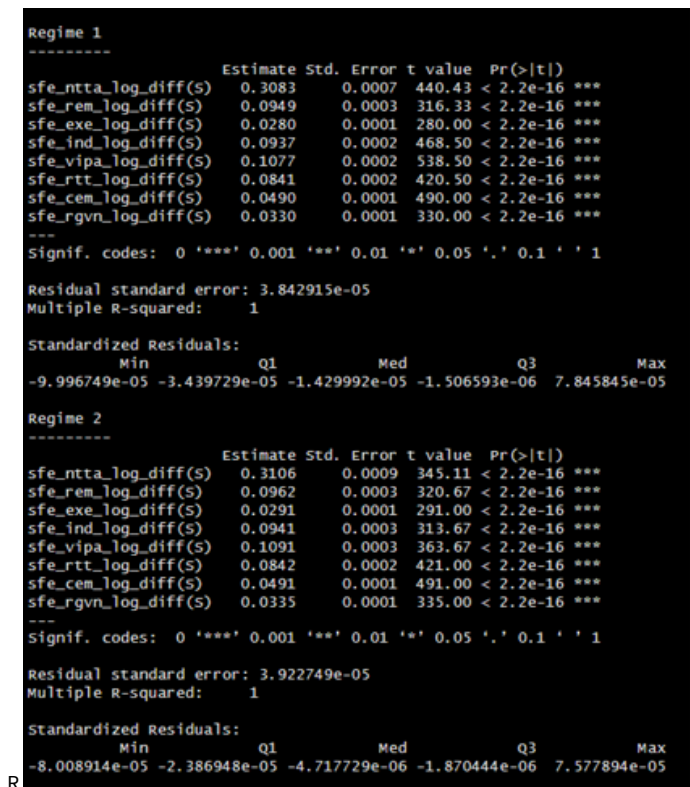 Regime 1
---------
Estimate Std. Error t value Pr(>|t|)
sfe_ntta_log_diff(S) 0.3083 0.0007 440.43 < 2.2e-16 ***
sfe_rem_log_diff(S) 0.0949 0.0003 316.33 < 2.2e-16 ***
sfe_exe_log_diff(S) 0.0280 0.0001 280.00 < 2.2e-16 ***
sfe_ind_log_diff(S) 0.0937 0.0002 468.50 < 2.2e-16 ***
sfe_vipa_log_diff(S) 0.1077 0.0002 538.50 < 2.2e-16 ***
sfe_rtt_log_diff(S) 0.0841 0.0002 420.50 < 2.2e-16 ***
sfe_cem_log_diff(S) 0.0490 0.0001 490.00 < 2.2e-16 ***
sfe_rgvn_log_diff(S) 0.0330 0.0001 330.00 < 2.2e-16 ***
---
Signif. codes: 0 ‘***’ 0.001 ‘**’ 0.01 ‘*’ 0.05 ‘.’ 0.1 ‘ ’ 1
Residual standard error: 3.842915e-05
Multiple R-squared: 1
Standardized Residuals:
Min Q1 Med Q3 Max
-9.996749e-05 -3.439729e-05 -1.429992e-05 -1.506593e-06 7.845845e-05
Regime 2
---------
Estimate Std. Error t value Pr(>|t|)
sfe_ntta_log_diff(S) 0.3106 0.0009 345.11 < 2.2e-16 ***
sfe_rem_log_diff(S) 0.0962 0.0003 320.67 < 2.2e-16 ***
sfe_exe_log_diff(S) 0.0291 0.0001 291.00 < 2.2e-16 ***
sfe_ind_log_diff(S) 0.0941 0.0003 313.67 < 2.2e-16 ***
sfe_vipa_log_diff(S) 0.1091 0.0003 363.67 < 2.2e-16 ***
sfe_rtt_log_diff(S) 0.0842 0.0002 421.00 < 2.2e-16 ***
sfe_cem_log_diff(S) 0.0491 0.0001 491.00 < 2.2e-16 ***
sfe_rgvn_log_diff(S) 0.0335 0.0001 335.00 < 2.2e-16 ***
---
Signif. codes: 0 ‘***’ 0.001 ‘**’ 0.01 ‘*’ 0.05 ‘.’ 0.1 ‘ ’ 1
Residual standard error: 3.922749e-05
Multiple R-squared: 1
Standardized Residuals:
Min Q1 Med Q3 Max
-8.008914e-05 -2.386948e-05 -4.717729e-06 -1.870444e-06 7.577894e-05
R